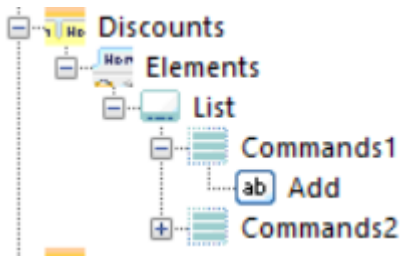 Discounts
Elements
List
Commands1
ab Add
Commands2